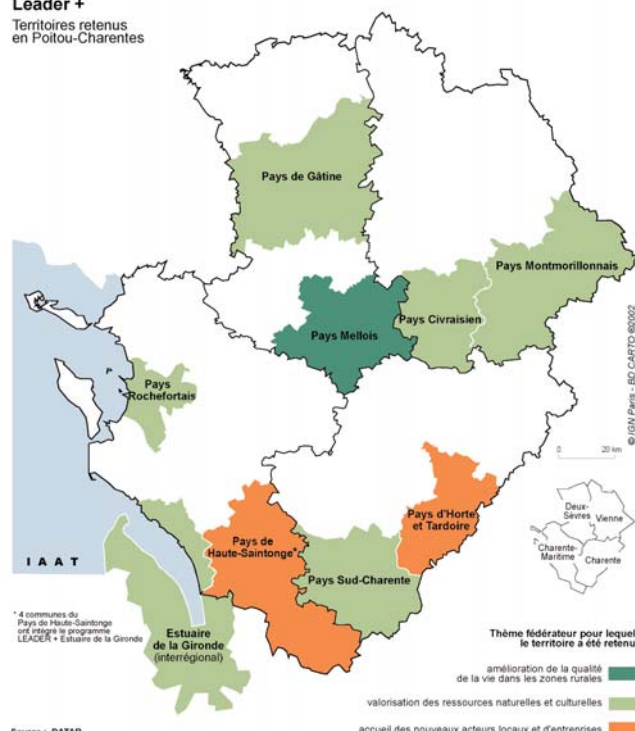 Leader +
Territoires retenus
en Poitou-Charentes
Pays de Gâtine
Pays Montmorillonnais
Pays Civraisien
Pays Mellois
Pays
Rochefortais
Pays d'Horte
et Tardoire
Pays de
Haute-Saintonge*
Pays Sud-Charente
Estuaire
de la Gironde
(interrégional)
© IGN Paris - BD CARTO ®2002
0 20 km
Deux-
Sèvres
Vienne
Charente-
Maritime
Charente
I A A T
* 4 communes du
Pays de Haute-Saintonge
ont intégré le programme
LEADER + Estuaire de la Gironde
Thème fédérateur pour lequel
le territoire a été retenu
amélioration de la qualité
de la vie dans les zones rurales
valorisation des ressources naturelles et culturelles
accueil des nouveaux acteurs locaux et d'entreprises
Source : DATAR